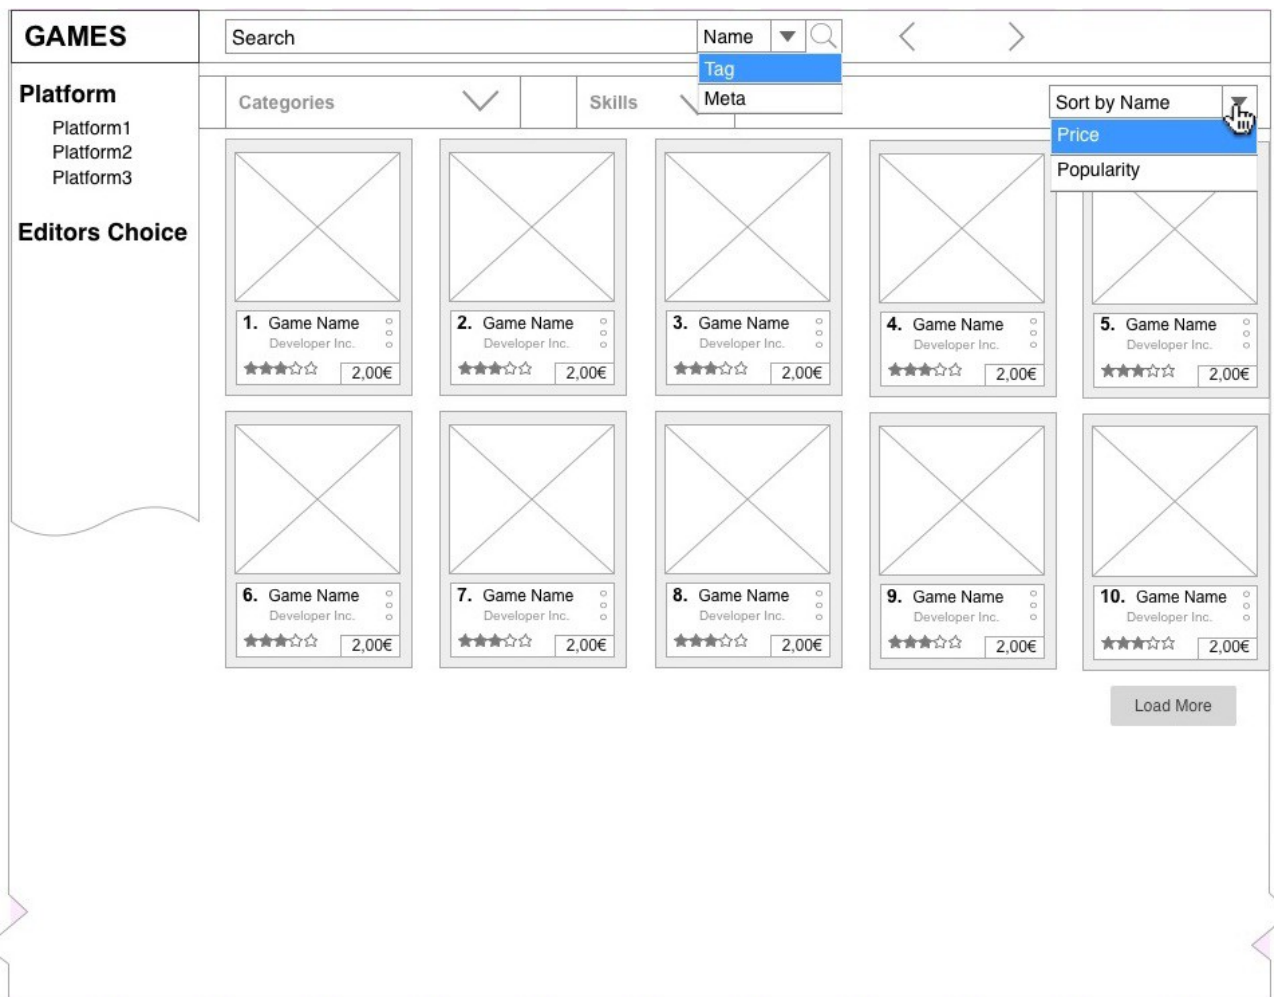 GAMES
Search
Name
Tag
Meta
Platform
Platform1
Platform2
Platform3
Editors Choice
Categories
Skills
Sort by Name
Price
Popularity
1. Game Name
Developer Inc.
2,00€
2. Game Name
Developer Inc.
2,00€
3. Game Name
Developer Inc.
2,00€
4. Game Name
Developer Inc.
2,00€
5. Game Name
Developer Inc.
2,00€
6. Game Name
Developer Inc.
2,00€
7. Game Name
Developer Inc.
2,00€
8. Game Name
Developer Inc.
2,00€
9. Game Name
Developer Inc.
2,00€
10. Game Name
Developer Inc.
2,00€
Load More